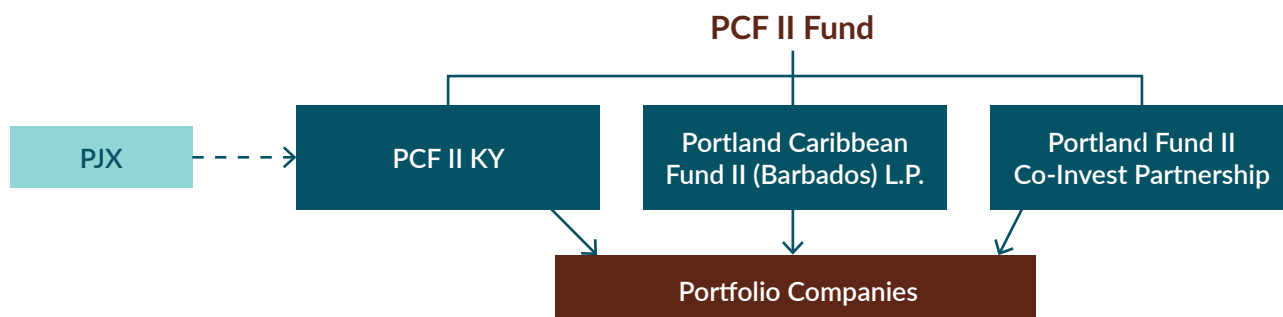 PCF II Fund
PJX
PCF II KY
Portland Caribbean
Fund II (Barbados) L.P.
Portland Fund II
Co-Invest Partnership
Portfolio Companies